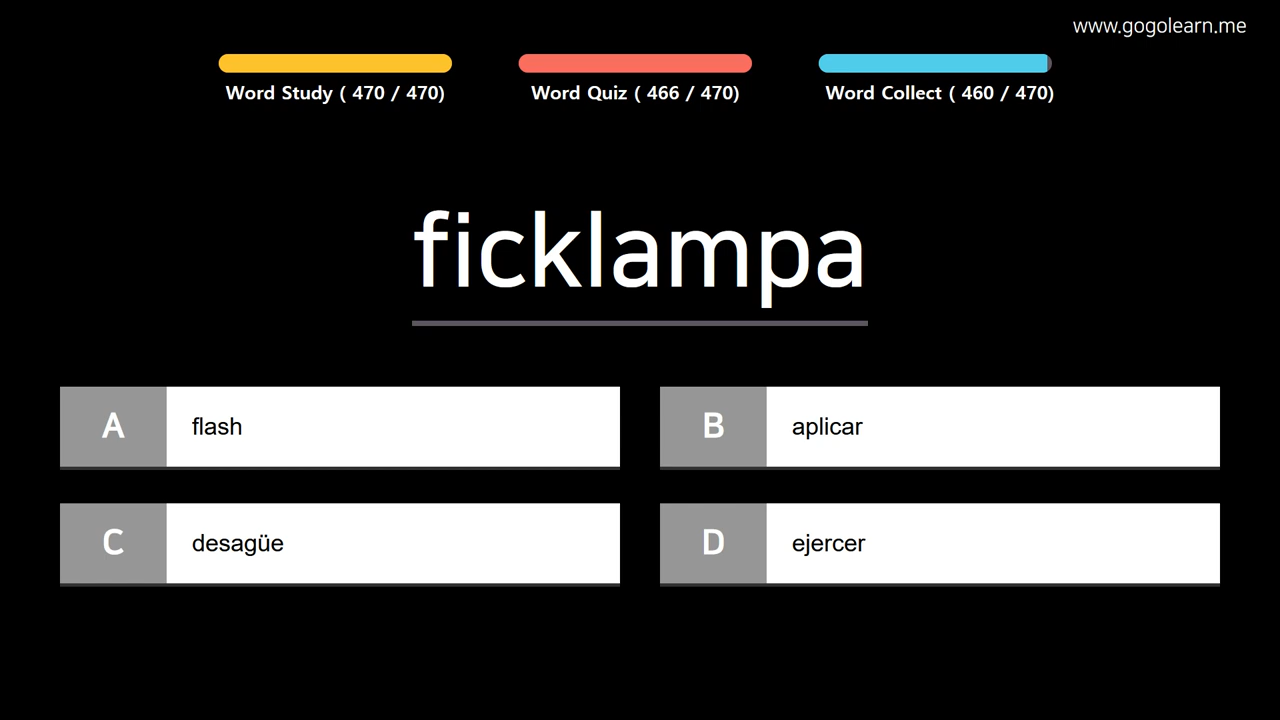 www.gogolearn.me
Word Study ( 470 / 470)
Word Quiz ( 466 / 470)
Word Collect ( 460 / 470)
ficklampa
A flash
B aplicar
C desagüe
D ejercer